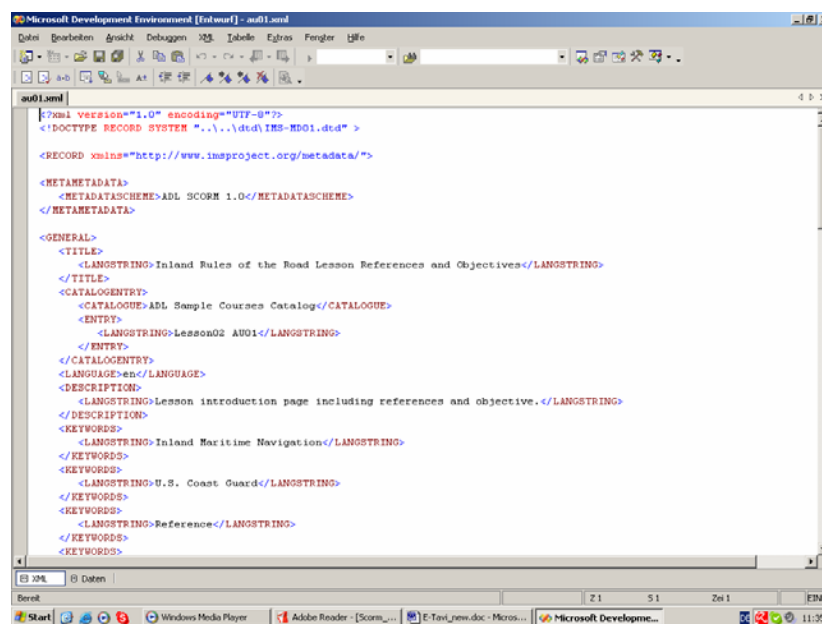 Microsoft Development Environment [Entwurf] - au01.xml
Datei Bearbeiten Ansicht Debuggen XML Tabelle Extras Fenster Hilfe
au01.xml
<?xml version="1.0" encoding="UTF-8"?>
<!DOCTYPE RECORD SYSTEM "..\..\dtd\IMS-MD01.dtd" >
<RECORD xmlns="http://www.imsproject.org/metadata/">
<METAMETADATA>
<METADATASCHEME>ADL SCORM 1.0</METADATASCHEME>
</METAMETADATA>
<GENERAL>
<TITLE>
<LANGSTRING>Inland Rules of the Road Lesson References and Objectives</LANGSTRING>
</TITLE>
<CATALOGENTRY>
<CATALOGUE>ADL Sample Courses Catalog</CATALOGUE>
<ENTRY>
<LANGSTRING>Lesson02 AU01</LANGSTRING>
</ENTRY>
</CATALOGENTRY>
<LANGUAGE>en</LANGUAGE>
<DESCRIPTION>
<LANGSTRING>Lesson introduction page including references and objective.</LANGSTRING>
</DESCRIPTION>
<KEYWORDS>
<LANGSTRING>Inland Maritime Navigation</LANGSTRING>
</KEYWORDS>
<KEYWORDS>
<LANGSTRING>U.S. Coast Guard</LANGSTRING>
</KEYWORDS>
<KEYWORDS>
<LANGSTRING>Reference</LANGSTRING>
</KEYWORDS>
<KEYWORDS>
XML Daten
Bereit Z 1 S 1 Zei 1 EIN
Start Windows Media Player Adobe Reader - [Scorm_... E-Tavi_new.doc - Micros... Microsoft Developme... DE 11:35